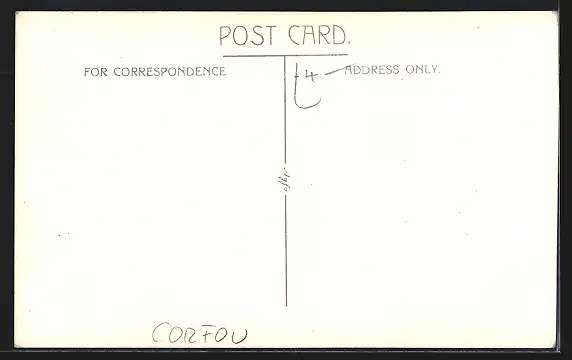 POST CARD.
FOR CORRESPONDENCE
4 — ADDRESS ONLY.
CORFOU